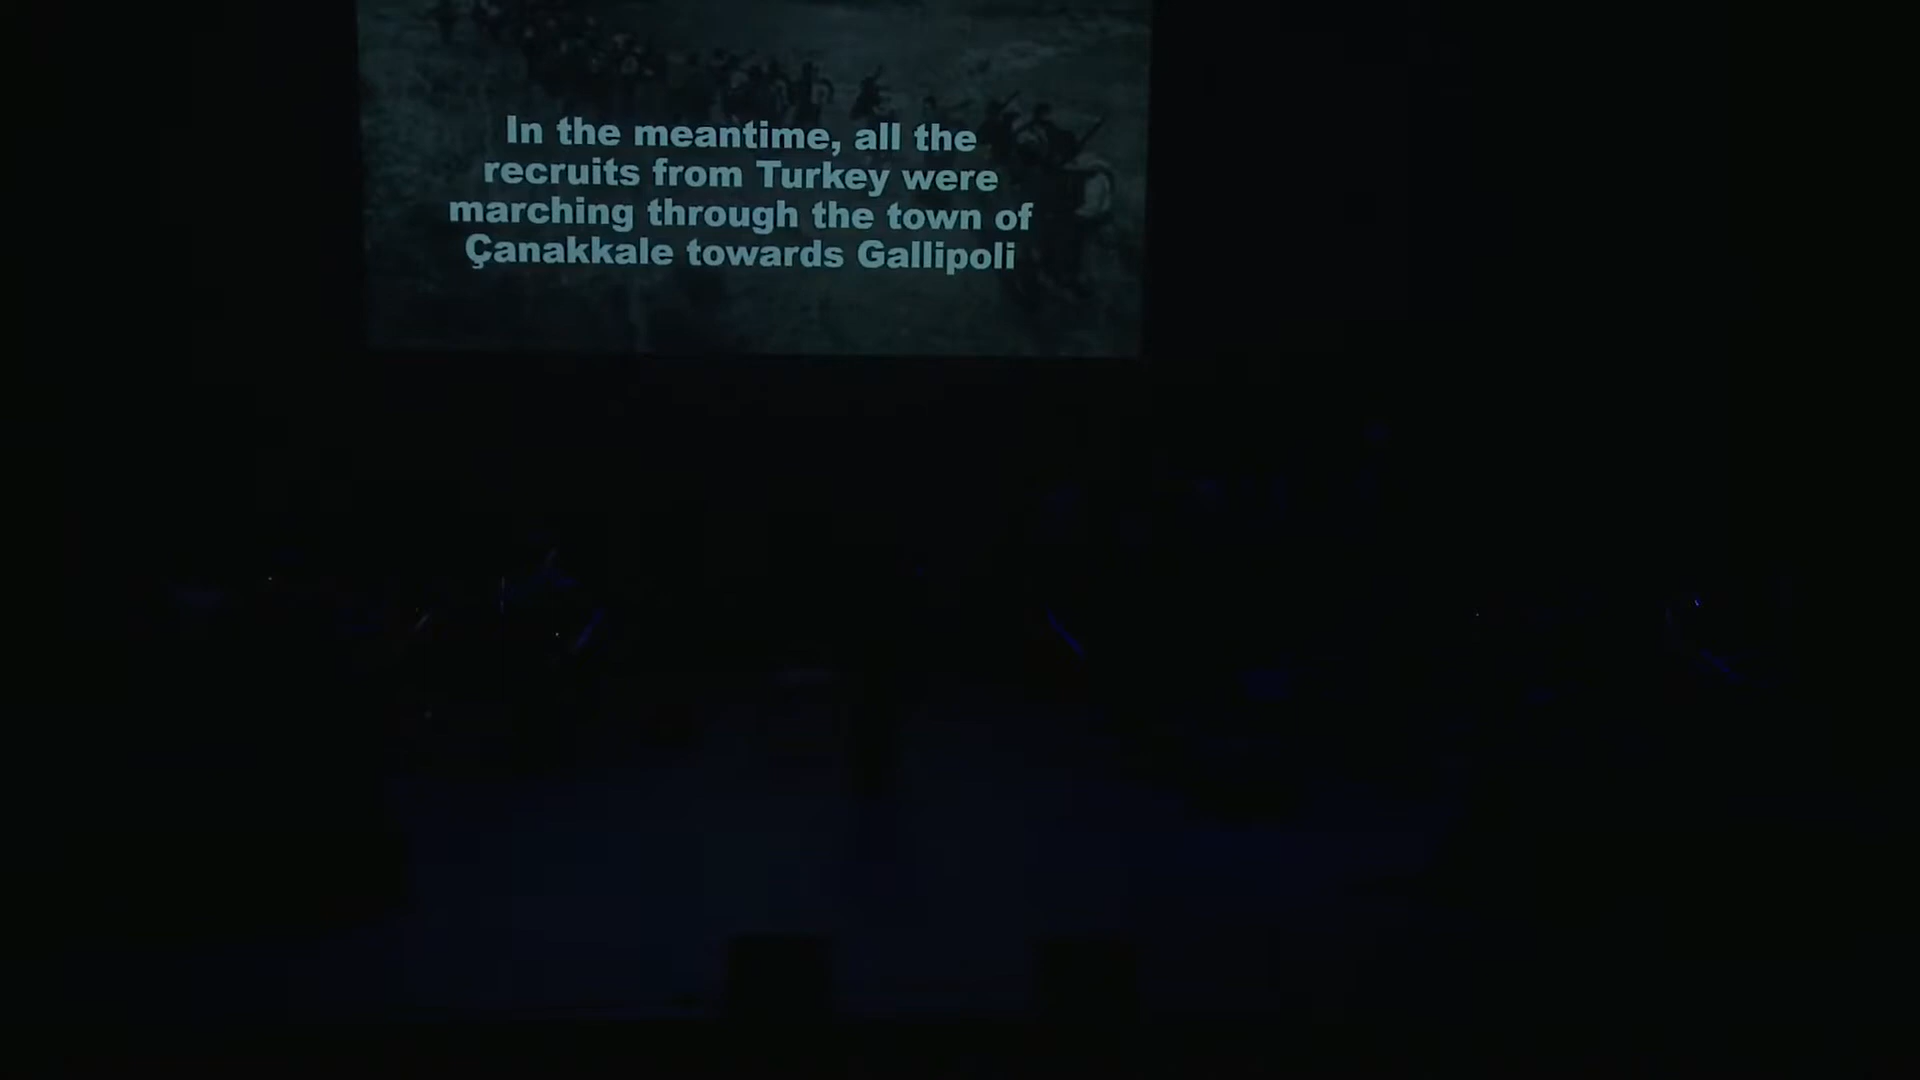 In the meantime, all the
recruits from Turkey were
marching through the town of
Çanakkale towards Gallipoli